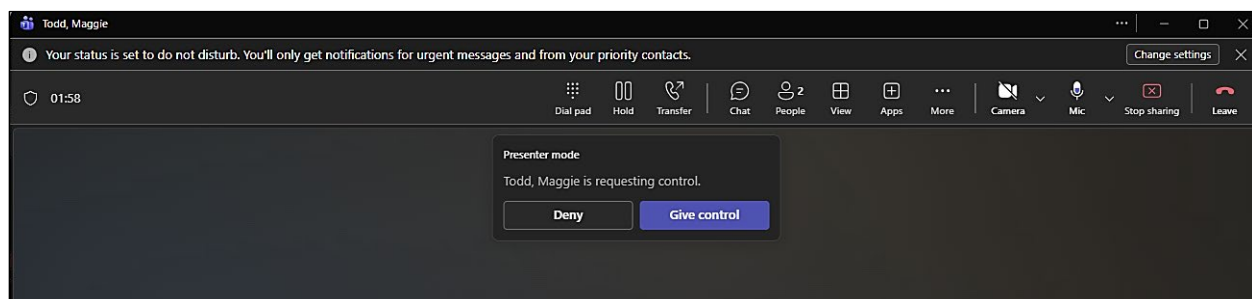 Todd, Maggie
Your status is set to do not disturb. You'll only get notifications for urgent messages and from your priority contacts.
Change settings
01:58
Dial pad
Hold
Transfer
Chat
2
People
View
Apps
More
Camera
Mic
Stop sharing
Leave
Presenter mode
Todd, Maggie is requesting control.
Deny
Give control